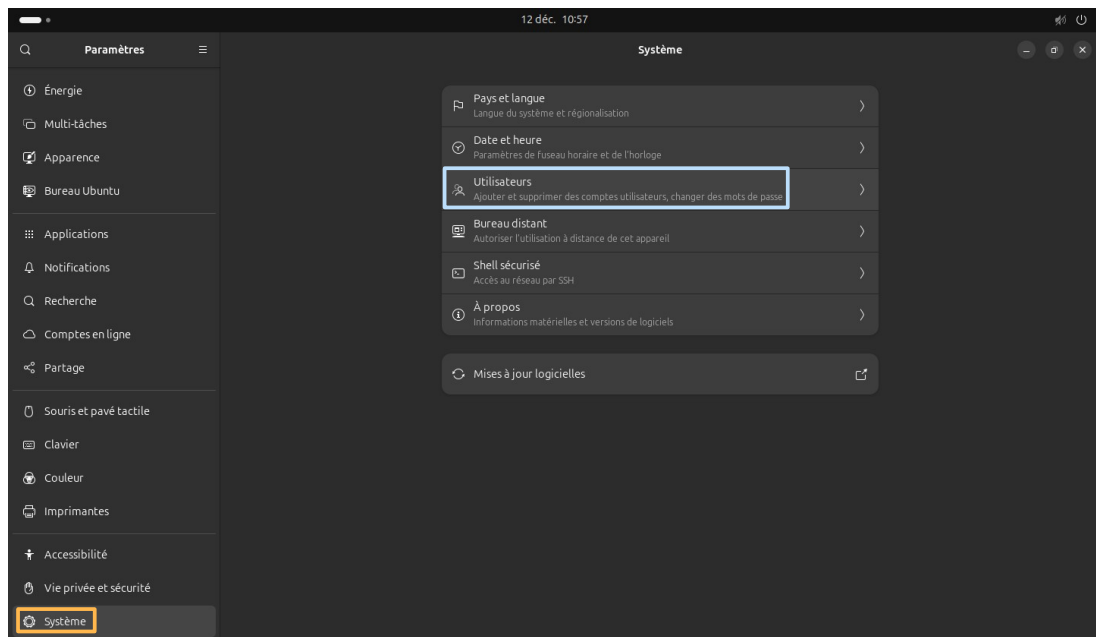 12 déc. 10:57
Paramètres
Système
Énergie
Multi-tâches
Apparence
Bureau Ubuntu
Applications
Notifications
Recherche
Comptes en ligne
Partage
Souris et pavé tactile
Clavier
Couleur
Imprimantes
Accessibilité
Vie privée et sécurité
Système
Pays et langue
Langue du système et régionalisation
Date et heure
Paramètres de fuseau horaire et de l'horloge
Utilisateurs
Ajouter et supprimer des comptes utilisateurs, changer des mots de passe
Bureau distant
Autoriser l'utilisation à distance de cet appareil
Shell sécurisé
Accès au réseau par SSH
À propos
Informations matérielles et versions de logiciels
Mises à jour logicielles